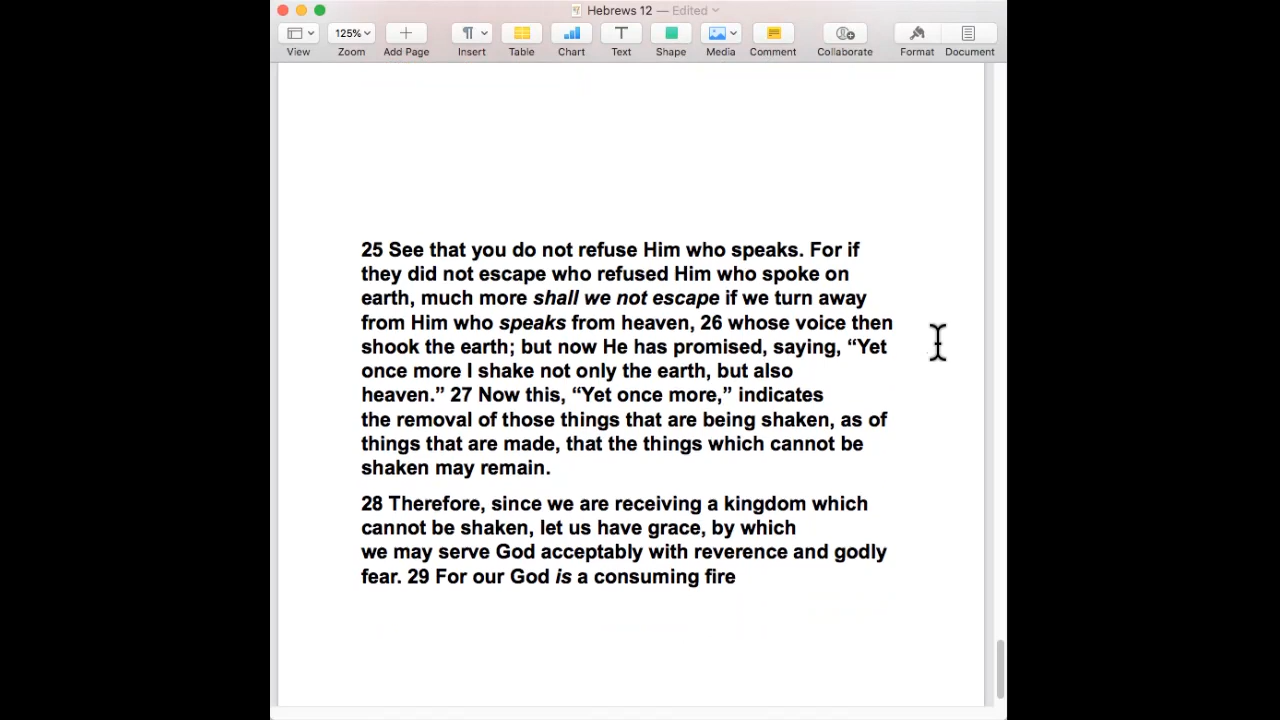 Hebrews 12 — Edited
View 125% Zoom Add Page Insert Table Chart Text Shape Media Comment Collaborate Format Document
25 See that you do not refuse Him who speaks. For if
they did not escape who refused Him who spoke on
earth, much more shall we not escape if we turn away
from Him who speaks from heaven, 26 whose voice then
shook the earth; but now He has promised, saying, “Yet
once more I shake not only the earth, but also
heaven.” 27 Now this, “Yet once more,” indicates
the removal of those things that are being shaken, as of
things that are made, that the things which cannot be
shaken may remain.
28 Therefore, since we are receiving a kingdom which
cannot be shaken, let us have grace, by which
we may serve God acceptably with reverence and godly
fear. 29 For our God is a consuming fire